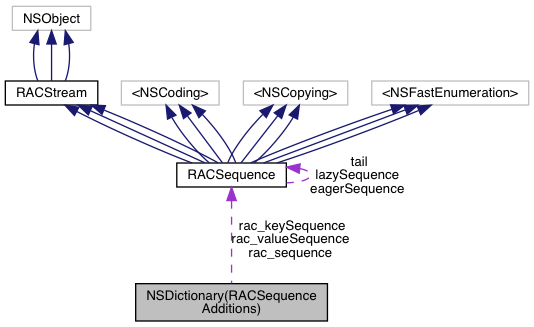 NSObject
RACStream
<NSCoding>
<NSCopying>
<NSFastEnumeration>
RACSequence
tail
lazySequence
eagerSequence
rac_keySequence
rac_valueSequence
rac_sequence
NSDictionary(RACSequence
Additions)